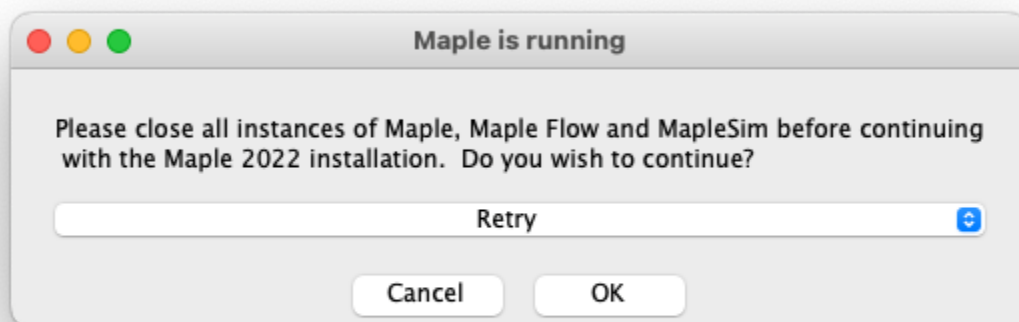 Maple is running
Please close all instances of Maple, Maple Flow and MapleSim before continuing
with the Maple 2022 installation.  Do you wish to continue?
Retry
Cancel
OK